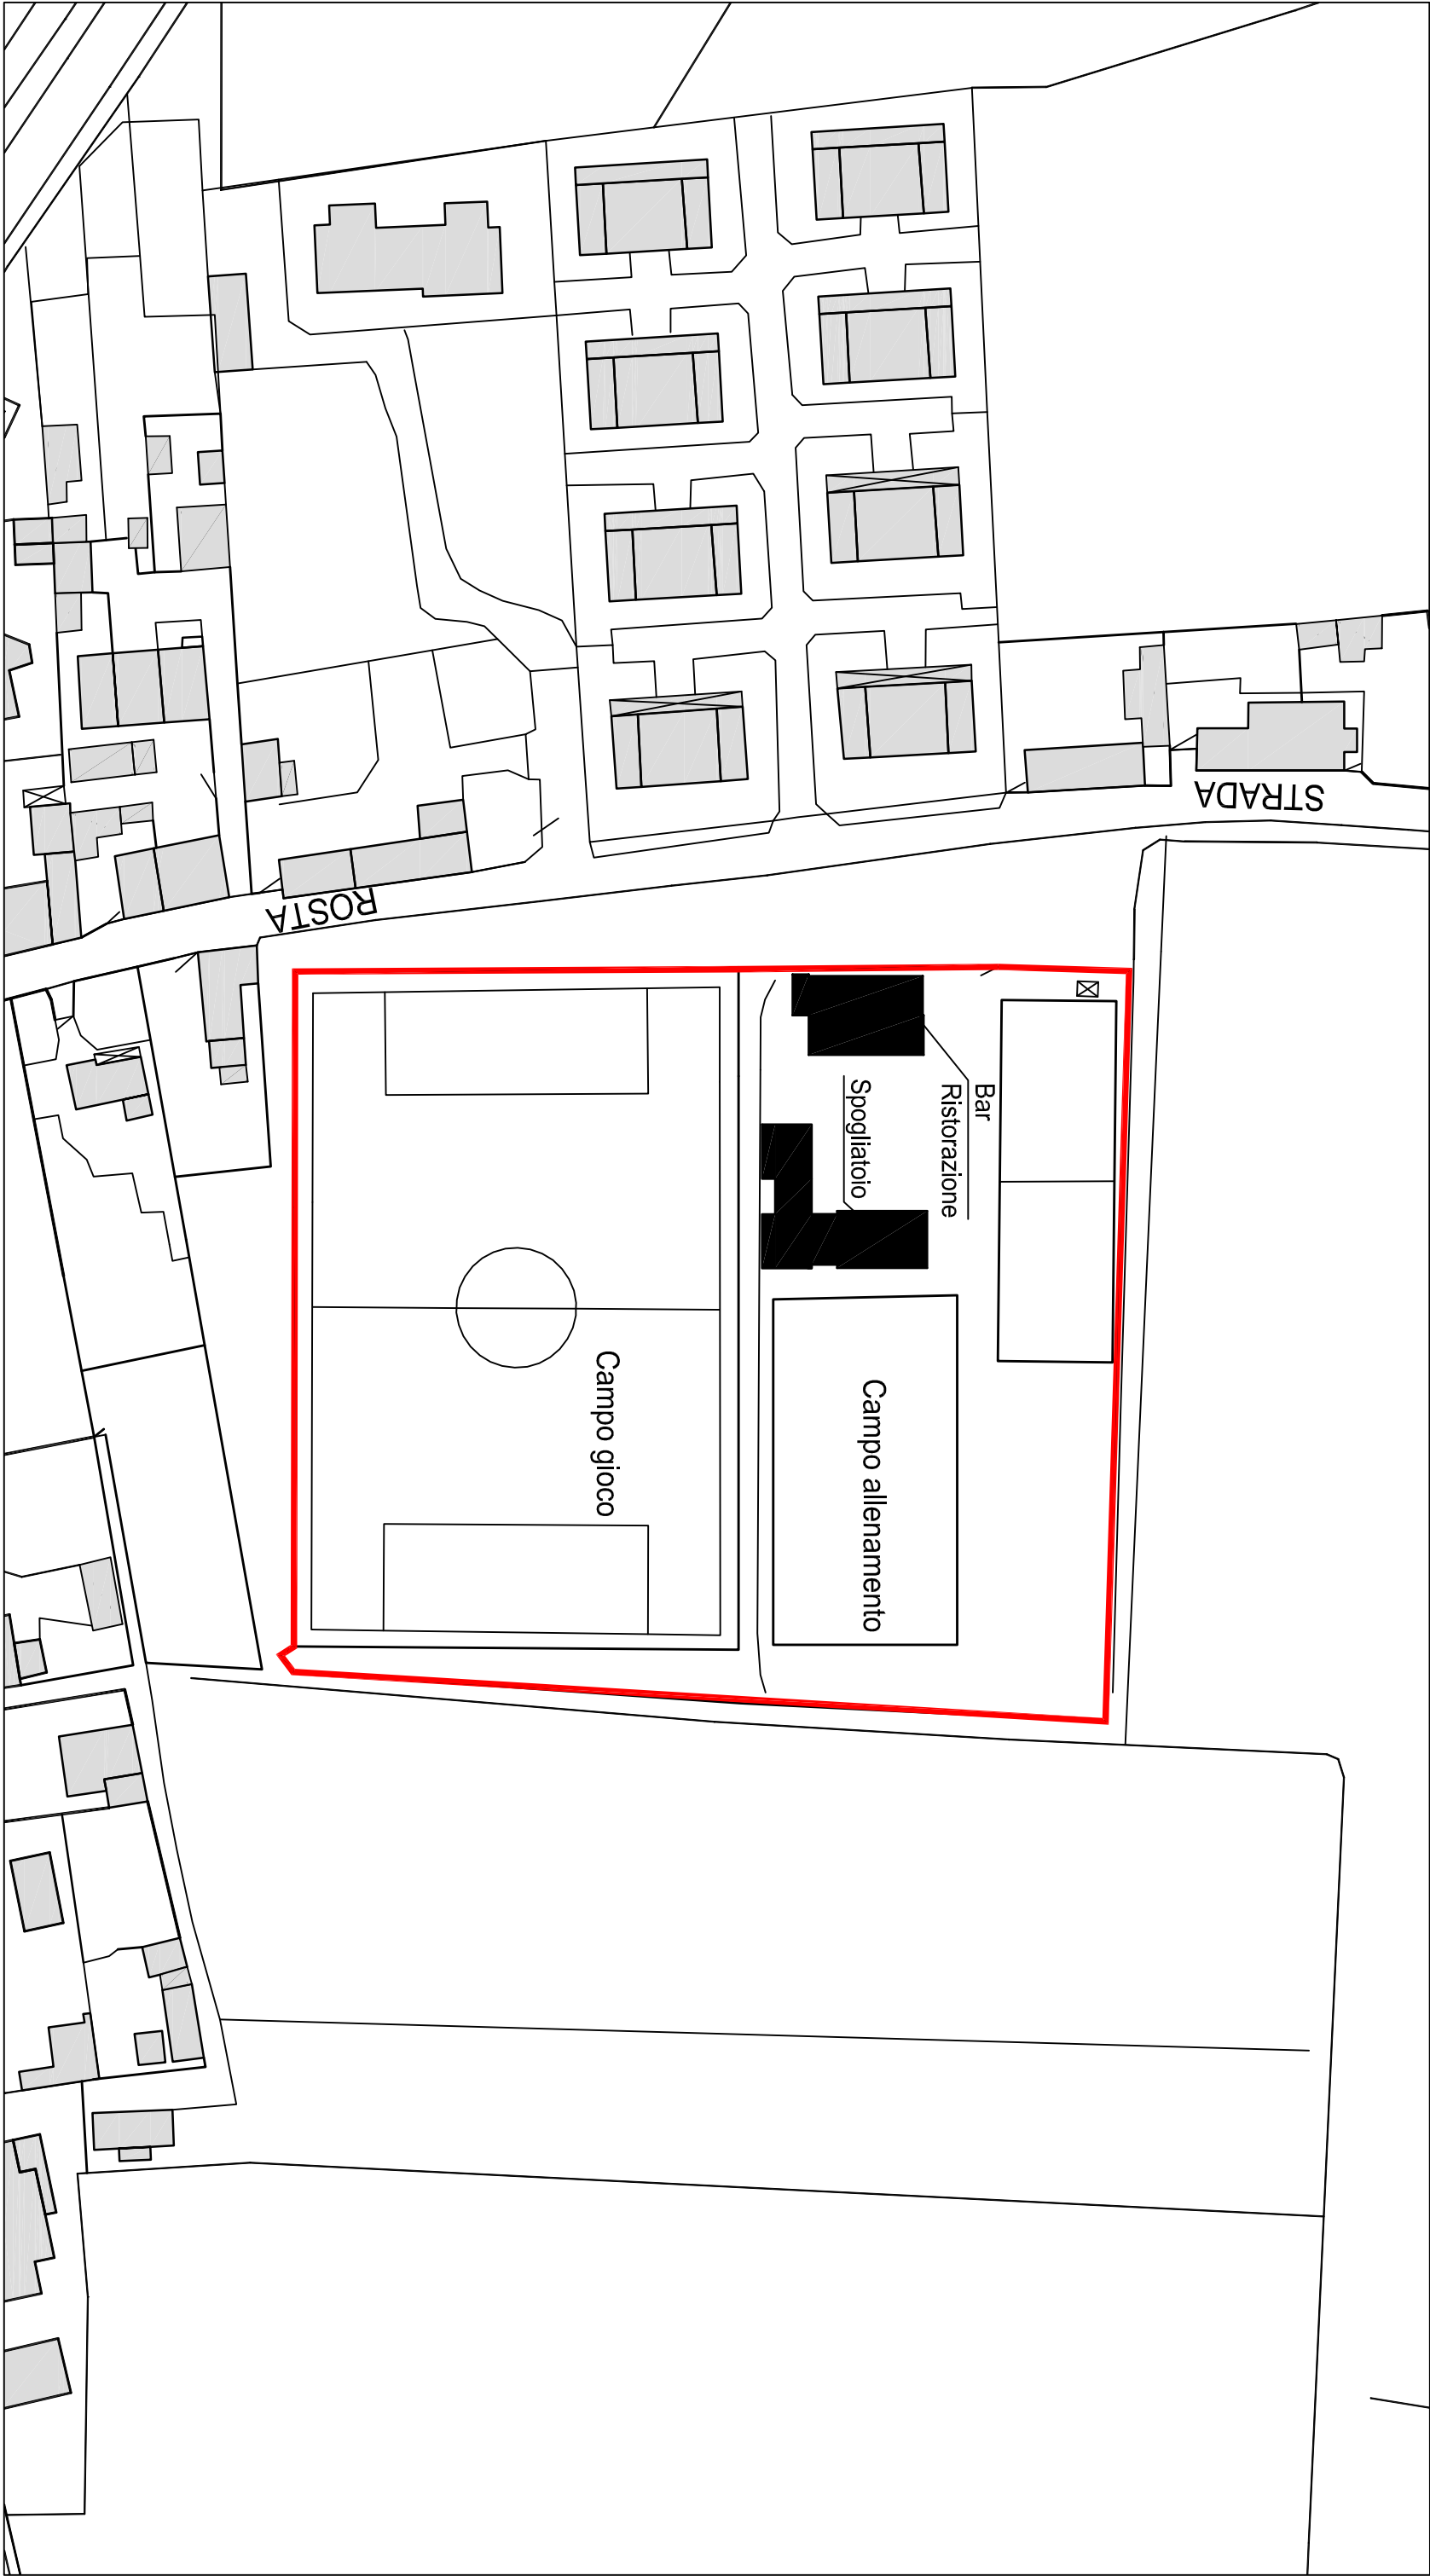 STRADA
ROSTA
Bar
Ristorazione
Spogliatoio
Campo gioco
Campo allenamento